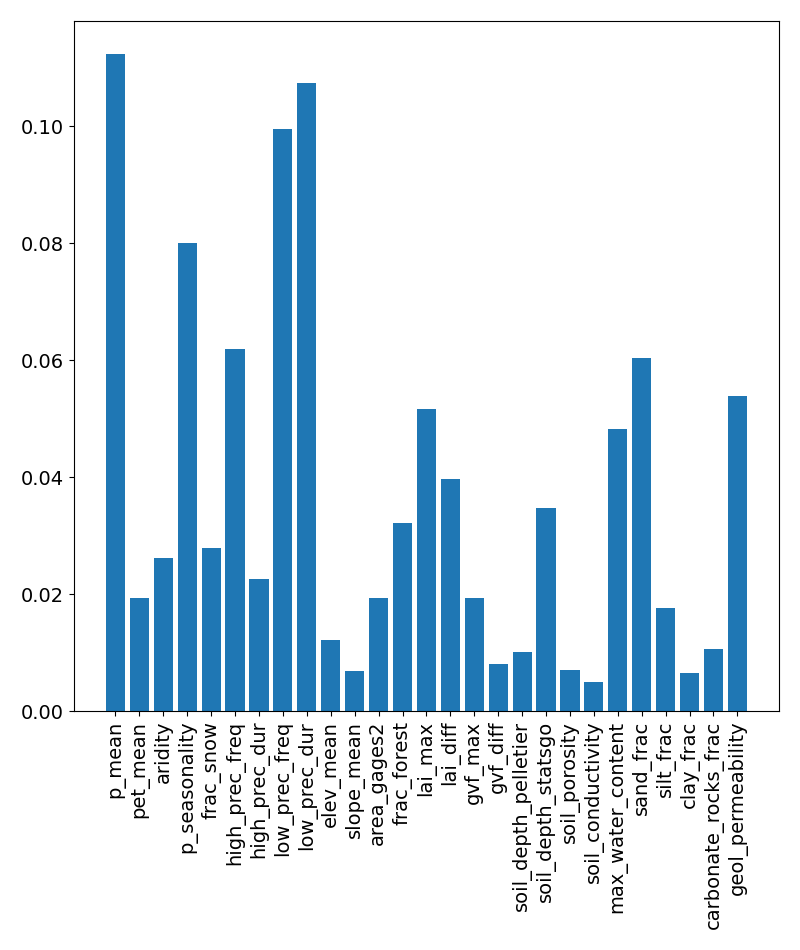 0.10
0.08
0.06
0.04
0.02
0.00
p_mean
pet_mean
aridity
p_seasonality
frac_snow
high_prec_freq
high_prec_dur
low_prec_freq
low_prec_dur
elev_mean
slope_mean
area_gages2
frac_forest
lai_max
lai_diff
gvf_max
gvf_diff
soil_depth_pelletier
soil_depth_statsgo
soil_porosity
soil_conductivity
max_water_content
sand_frac
silt_frac
clay_frac
carbonate_rocks_frac
geol_permeability